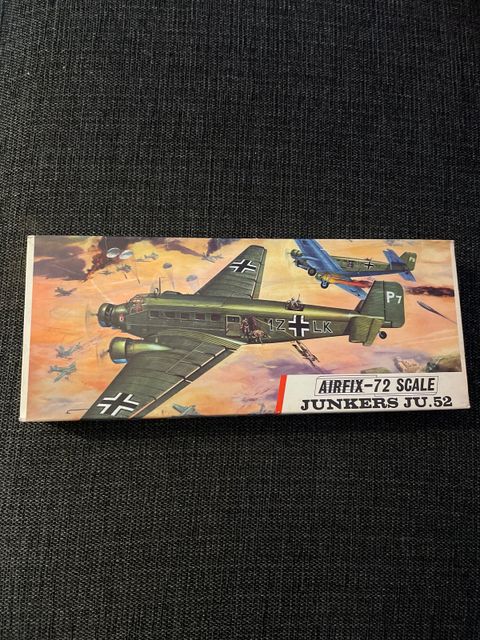 P7
1Z LK
AIRFIX-72 SCALE
JUNKERS JU.52